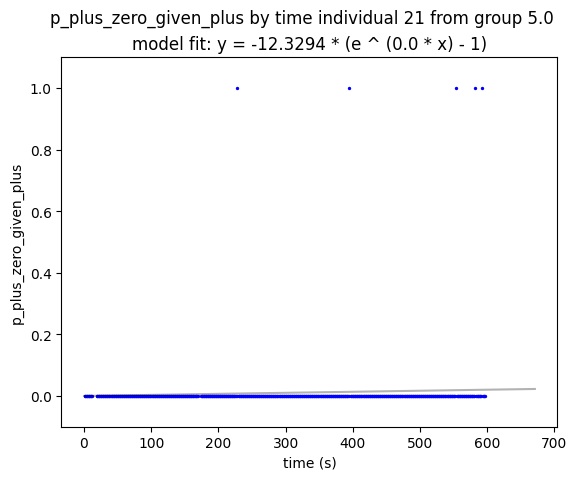 p_plus_zero_given_plus by time individual 21 from group 5.0
model fit: y = -12.3294 * (e ^ (0.0 * x) - 1)
1.0
0.8
0.6
0.4
0.2
0.0
p_plus_zero_given_plus
0 100 200 300 400 500 600 700
time (s)